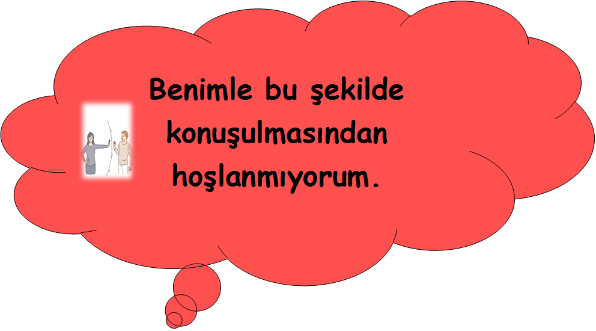 Benimle bu şekilde
konuşulmasından
hoşlanmıyorum.